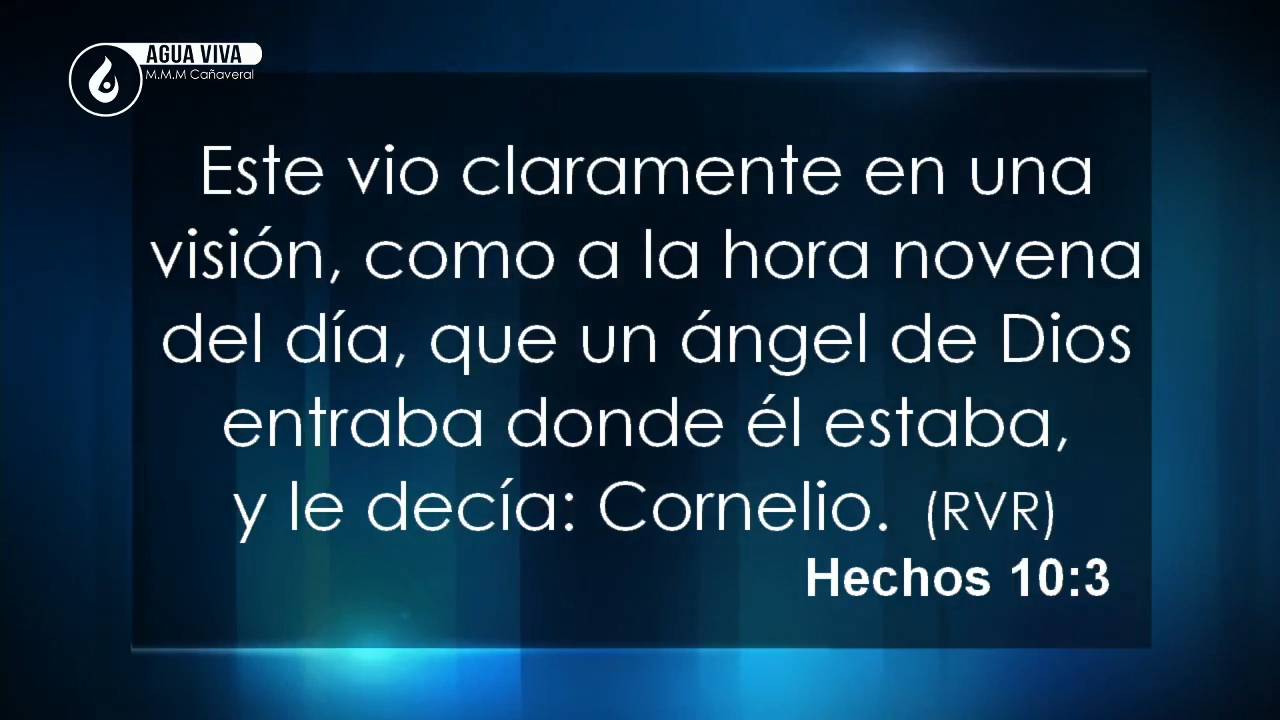 AGUA VIVA
M.M.M Cañaveral
Este vio claramente en una
visión, como a la hora novena
del día, que un ángel de Dios
entraba donde él estaba,
y le decía: Cornelio. (RVR)
Hechos 10:3